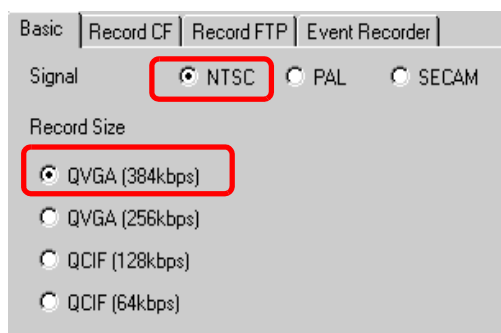 Basic Record CF Record FTP Event Recorder
Signal NTSC PAL SECAM
Record Size
QVGA (384kbps)
QVGA (256kbps)
QCIF (128kbps)
QCIF (64kbps)